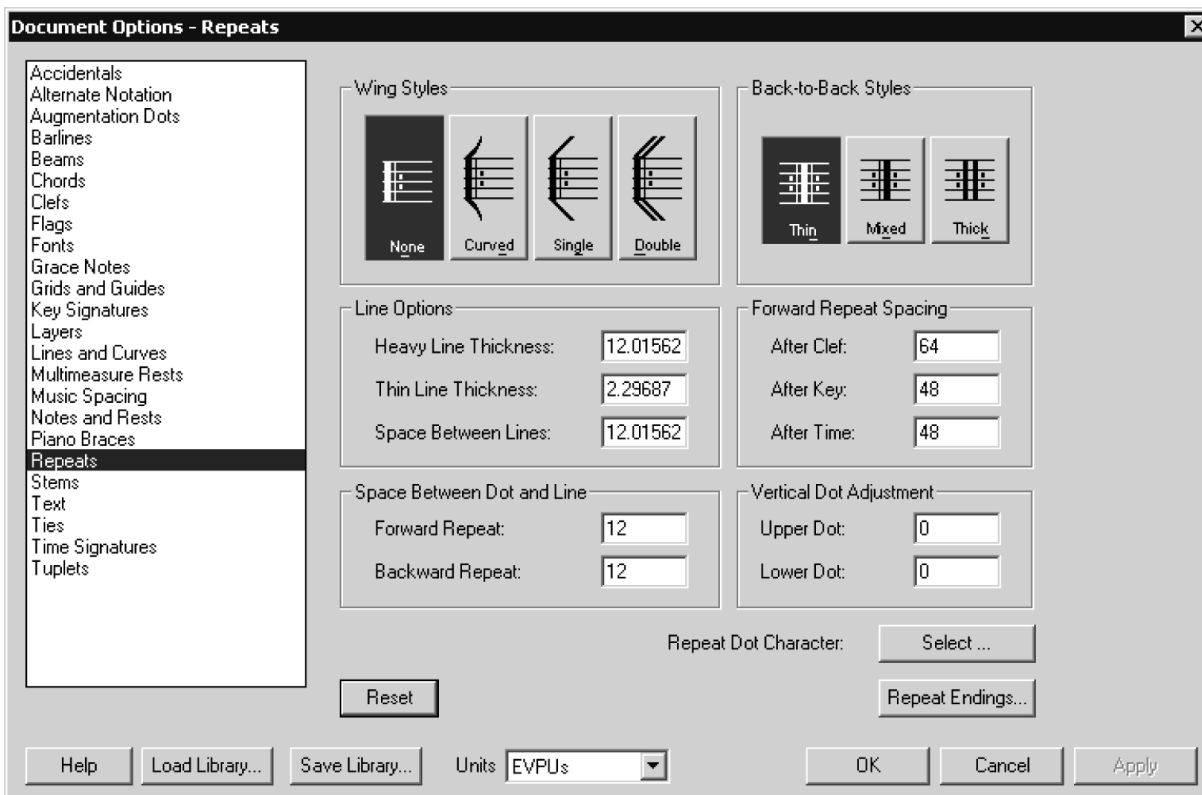 Document Options - Repeats
Accidentals
Alternate Notation
Augmentation Dots
Barlines
Beams
Chords
Clefs
Flags
Fonts
Grace Notes
Grids and Guides
Key Signatures
Layers
Lines and Curves
Multimeasure Rests
Music Spacing
Notes and Rests
Piano Braces
Repeats
Stems
Text
Ties
Time Signatures
Tuplets
Wing Styles
None Curved Single Double
Back-to-Back Styles
Thin Mixed Thick
Line Options
Heavy Line Thickness: 12.01562
Thin Line Thickness: 2.29687
Space Between Lines: 12.01562
Forward Repeat Spacing
After Clef: 64
After Key: 48
After Time: 48
Space Between Dot and Line
Forward Repeat: 12
Backward Repeat: 12
Vertical Dot Adjustment
Upper Dot: 0
Lower Dot: 0
Repeat Dot Character: Select ...
Reset Repeat Endings...
Help Load Library... Save Library... Units EVPUs OK Cancel Apply